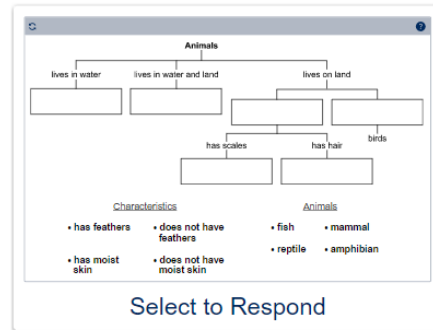 ?
Animals
lives in water
lives in water and land
lives on land
birds
has scales
has hair
Characteristics
Animals
• has feathers
• does not have
feathers
• fish
• mammal
• reptile
• amphibian
• has moist
skin
• does not have
moist skin
Select to Respond